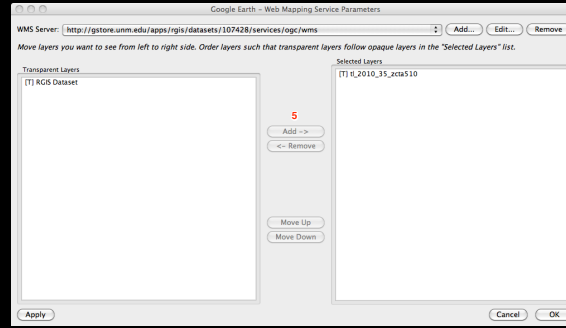 Google Earth - Web Mapping Service Parameters
WMS Server: http://gstore.unm.edu/apps/rgis/datasets/107428/services/ogc/wms Add... Edit... Remove
Move layers you want to see from left to right side. Order layers such that transparent layers follow opaque layers in the "Selected Layers" list.
Transparent Layers
Selected Layers
[T] RGIS Dataset
[T] tl_2010_35_zcta510
5
Add ->
<- Remove
Move Up
Move Down
Apply
Cancel
OK